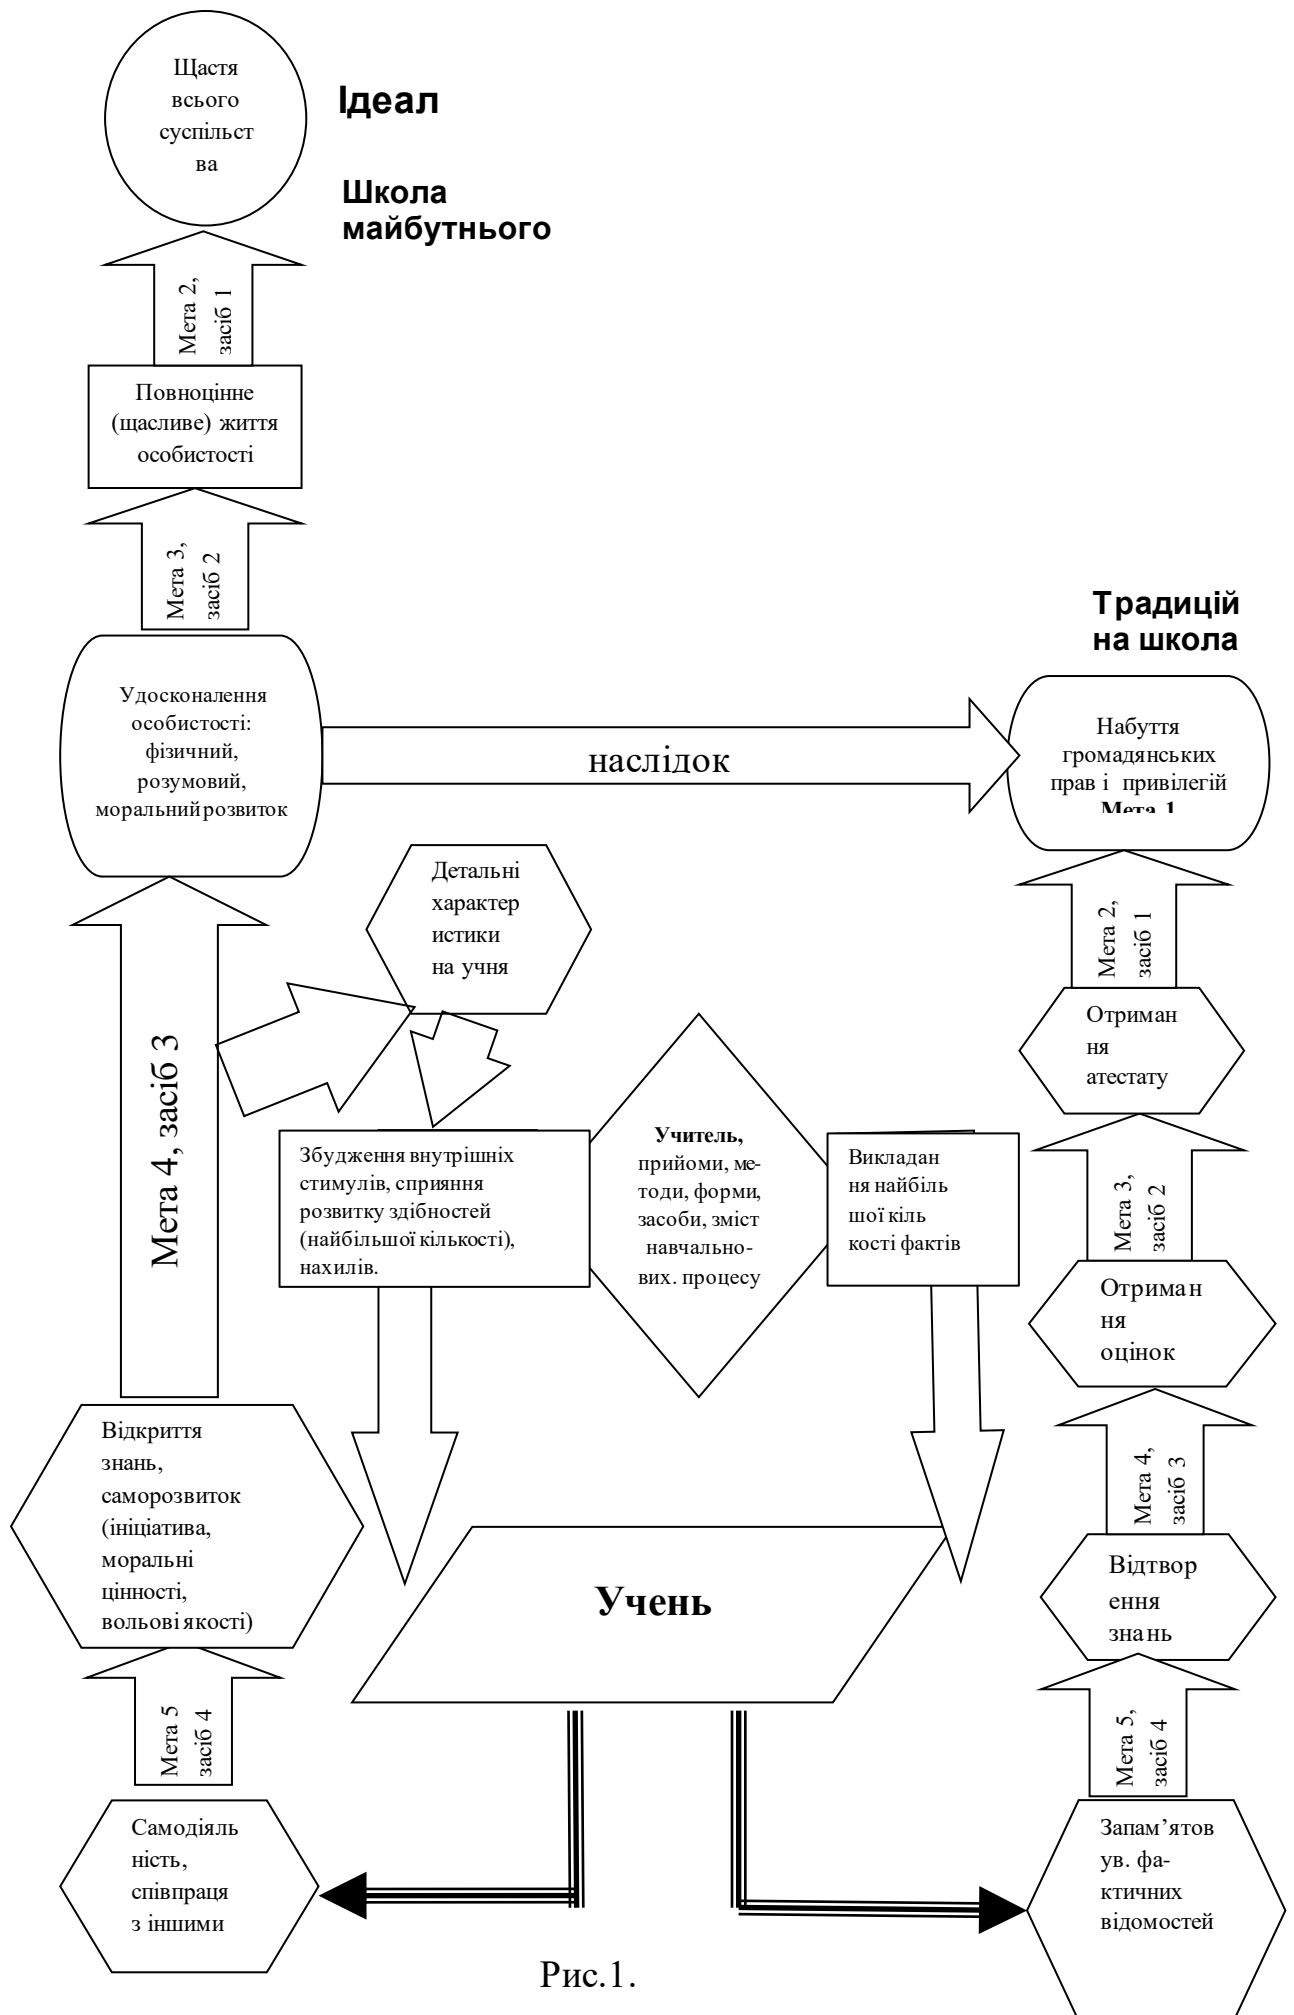 Щастя
всього
суспільст
ва
Ідеал
Школа
майбутнього
Мета 2,
засіб 1
Повноцінне
(щасливе) життя
особистості
Мета 3,
засіб 2
Традицій
на школа
Удосконалення
особистості:
фізичний,
розумовий,
моральний розвиток
наслідок
Набуття
громадянських
прав і привілегій
Мета 1
Детальні
характер
истики
на учня
Мета 2,
засіб 1
Отриман
ня
атестату
Мета 4, засіб 3
Збудження внутрішніх
стимулів, сприяння
розвитку здібностей
(найбільшої кількості),
нахилів.
Учитель,
прийоми, ме-
тоди, форми,
засоби, зміст
навчально-
вих. процесу
Викладан
ня найбіль
шої кіль
кості фактів
Мета 3,
засіб 2
Отриман
ня
оцінок
Відкриття
знань,
саморозвиток
(ініціатива,
моральні
цінності,
вольові якості)
Мета 4,
засіб 3
Учень
Відтвор
ення
знань
Мета 5
засіб 4
Мета 5,
засіб 4
Самодіяль
ність,
співпраця
з іншими
Запам’ятов
ув. фа-
ктичних
відомостей
Рис.1.